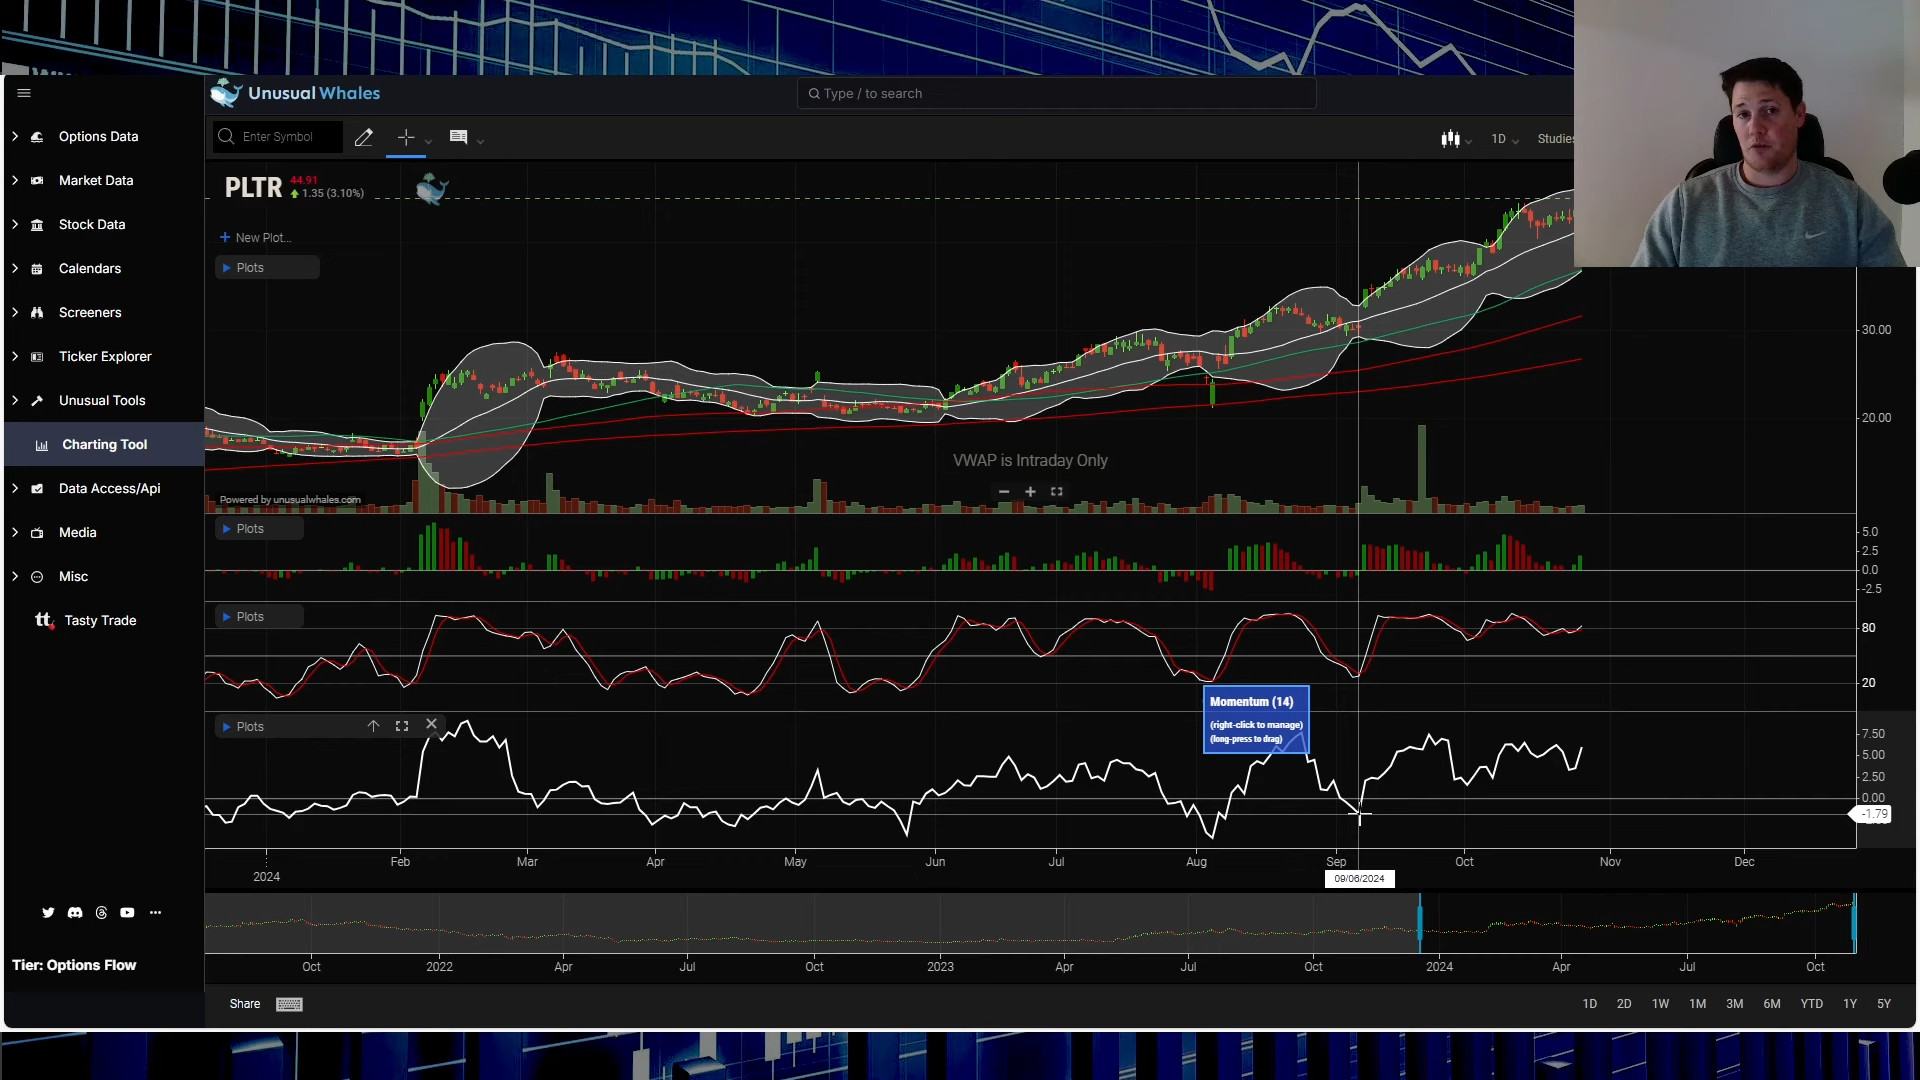 Unusual Whales
Type / to search
Options Data
Market Data
Stock Data
Calendars
Screeners
Ticker Explorer
Unusual Tools
Charting Tool
Data Access/Api
Media
Misc
tt Tasty Trade
Tier: Options Flow
Enter Symbol
1D
Studies
PLTR 44.91
1.35 (3.10%)
New Plot...
Plots
30.00
20.00
VWAP is Intraday Only
Powered by unusualwhales.com
Plots
5.0
2.5
0.0
-2.5
Plots
80
20
Momentum (14)
(right-click to manage)
(long-press to drag)
Plots
7.50
5.00
2.50
0.00
-1.79
Feb Mar Apr May Jun Jul Aug Sep Oct Nov Dec
2024
09/06/2024
Oct 2022 Apr Jul Oct 2023 Apr Jul Oct 2024 Apr Jul Oct
Share
1D 2D 1W 1M 3M 6M YTD 1Y 5Y